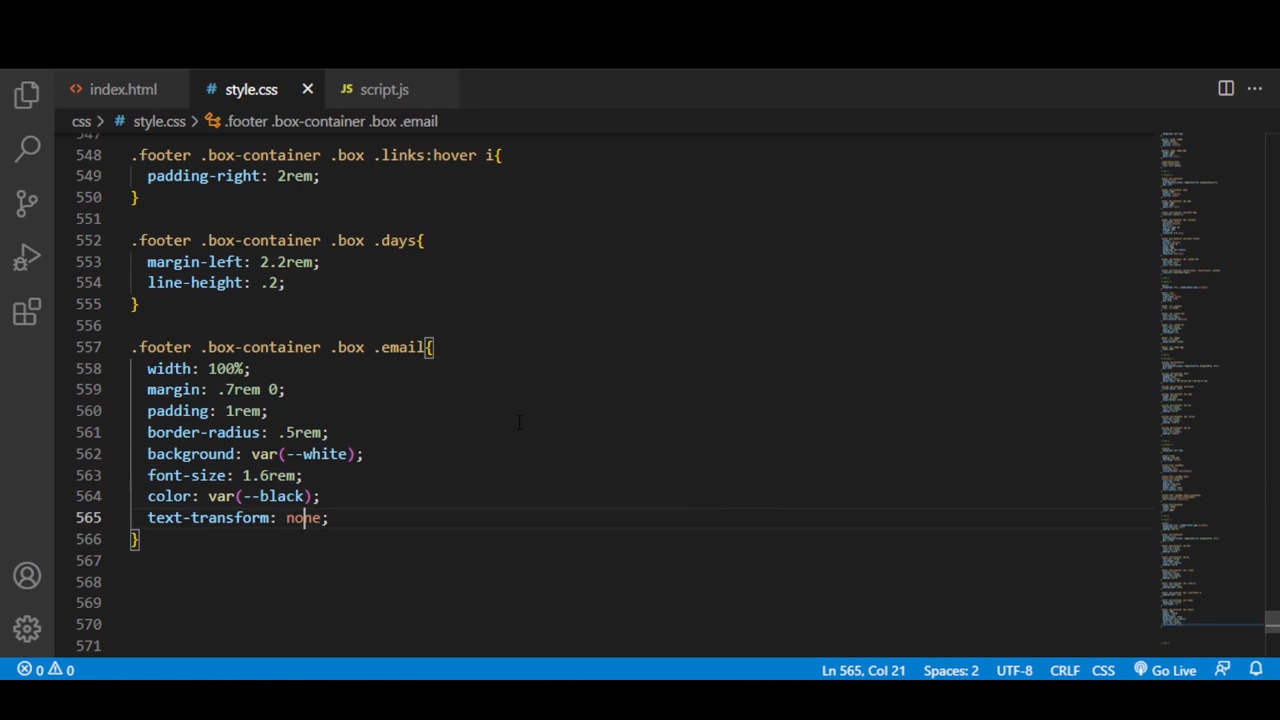 index.html style.css JS script.js
css style.css .footer .box-container .box .email
547
548 .footer .box-container .box .links:hover i{
549 padding-right: 2rem;
550 }
551
552 .footer .box-container .box .days{
553 margin-left: 2.2rem;
554 line-height: .2;
555 }
556
557 .footer .box-container .box .email{
558 width: 100%;
559 margin: .7rem 0;
560 padding: 1rem;
561 border-radius: .5rem;
562 background: var(--white);
563 font-size: 1.6rem;
564 color: var(--black);
565 text-transform: none;
566 }
567
568
569
570
571
0 0 Ln 565, Col 21 Spaces: 2 UTF-8 CRLF CSS Go Live